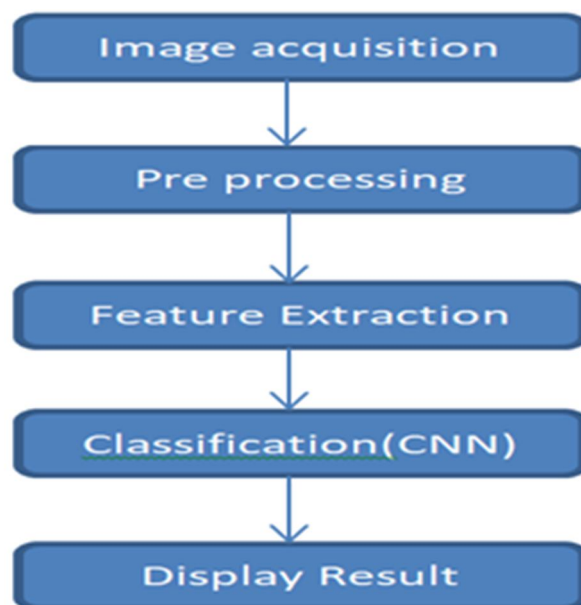 Image acquisition
Pre processing
Feature Extraction
Classification(CNN)
Display Result